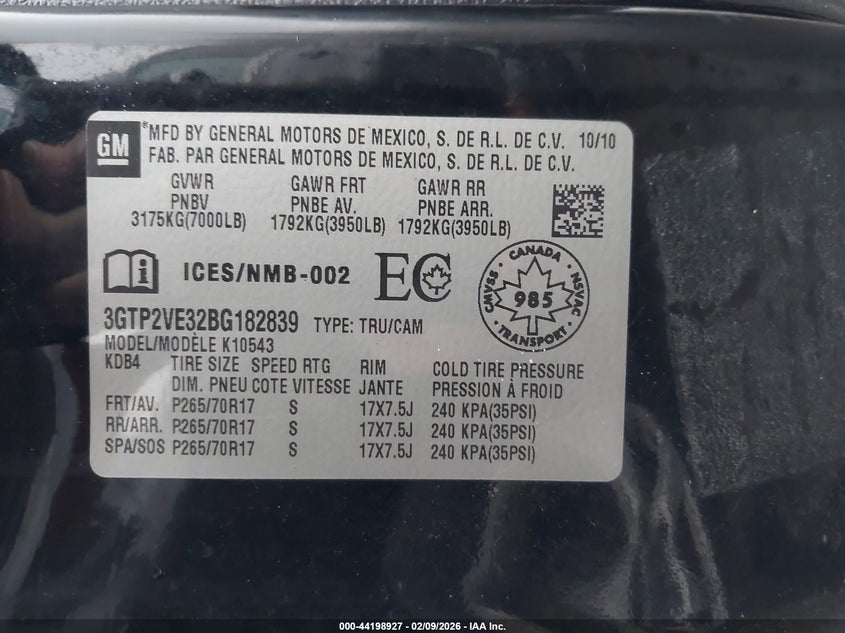 GM
*MFD BY GENERAL MOTORS DE MEXICO, S. DE R.L. DE C.V. 10/10
FAB. PAR GENERAL MOTORS DE MEXICO, S. DE R.L. DE C.V.
GVWR GAWR FRT GAWR RR
PNBV PNBE AV. PNBE ARR.
3175KG(7000LB) 1792KG(3950LB) 1792KG(3950LB)
i ICES/NMB-002 EC
CANADA
CMVSS 985 NSVAC
TRANSPORT
3GTP2VE32BG182839 TYPE: TRU/CAM
MODEL/MODÈLE K10543
KDB4 TIRE SIZE SPEED RTG RIM COLD TIRE PRESSURE
DIM. PNEU COTE VITESSE JANTE PRESSION À FROID
FRT/AV. P265/70R17 S 17X7.5J 240 KPA(35PSI)
RR/ARR. P265/70R17 S 17X7.5J 240 KPA(35PSI)
SPA/SOS P265/70R17 S 17X7.5J 240 KPA(35PSI)
000-44198927 - 02/09/2026 - IAA Inc.